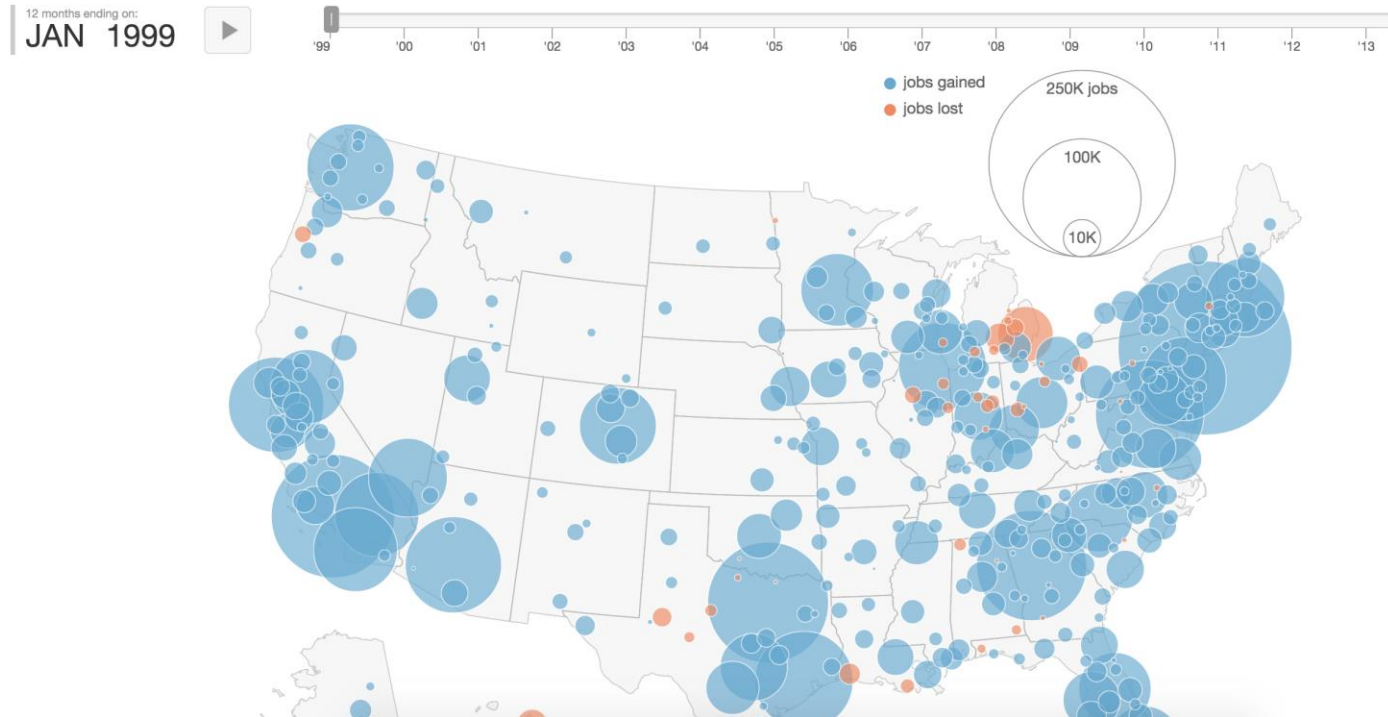 12 months ending on:
JAN 1999
'99 '00 '01 '02 '03 '04 '05 '06 '07 '08 '09 '10 '11 '12 '13
jobs gained
jobs lost
250K jobs
100K
10K